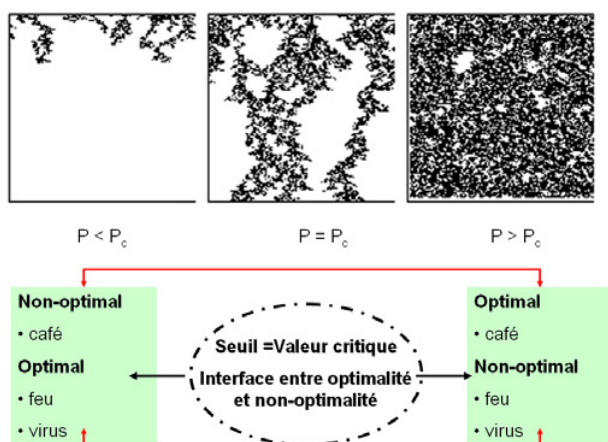 P < Pc
P = Pc
P > Pc
Non-optimal
• café
Optimal
• feu
• virus
Seuil =Valeur critique
Interface entre optimalité
et non-optimalité
Optimal
• café
Non-optimal
• feu
• virus